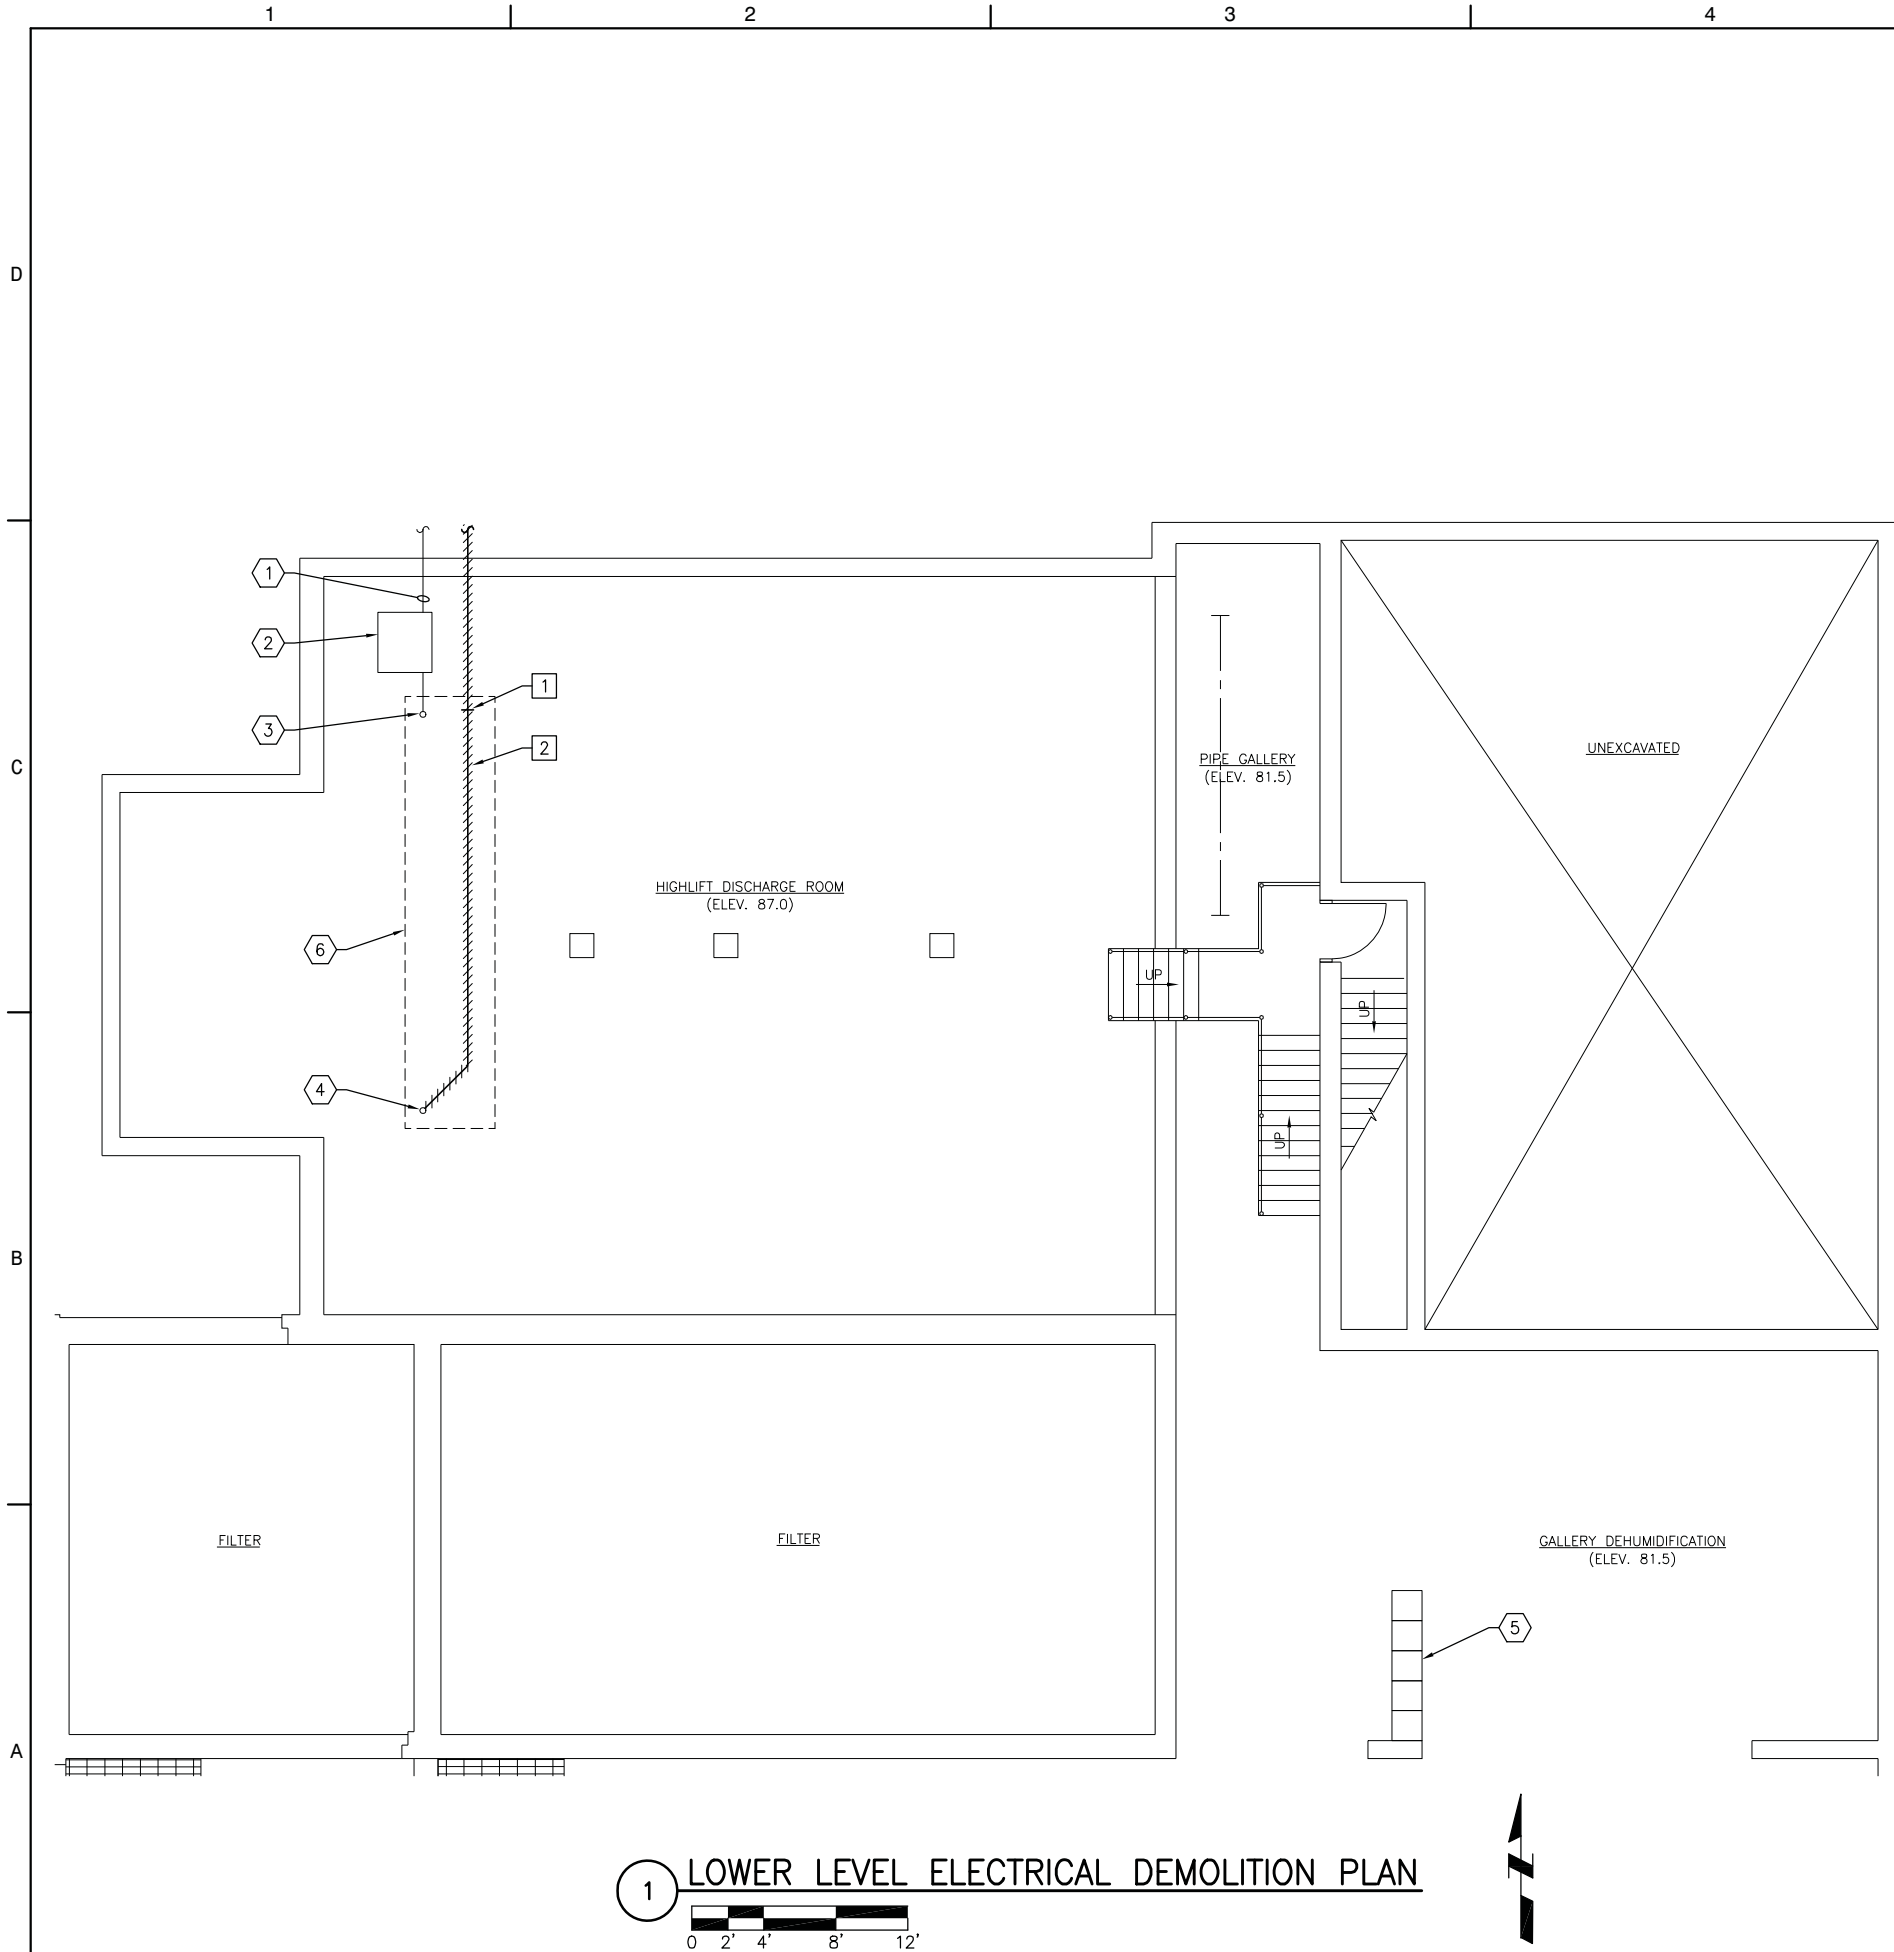 1 2 3 4
D
1
2
1
3
2
C
PIPE GALLERY
(ELEV. 81.5)
UNEXCAVATED
HIGHLIFT DISCHARGE ROOM
(ELEV. 87.0)
6
UP
UP
4
UP
B
FILTER
FILTER
GALLERY DEHUMIDIFICATION
(ELEV. 81.5)
5
A
1 LOWER LEVEL ELECTRICAL DEMOLITION PLAN
0 2' 4' 8' 12'